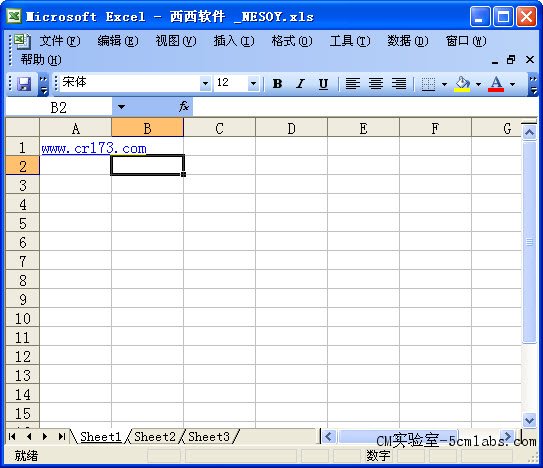 Microsoft Excel - 西西软件 _NESOY.xls
文件(F) 编辑(E) 视图(V) 插入(I) 格式(O) 工具(T) 数据(D) 窗口(W)
帮助(H)
宋体 12 B I U A
B2 fx
A B C D E F G
1 www.cr173.com
2
3
4
5
6
7
8
9
10
11
12
13
14
15
Sheet1 Sheet2 Sheet3
CM实验室-5cmlabs.com
就绪 数字